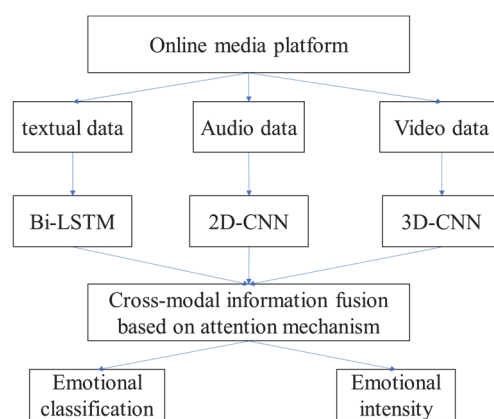 Online media platform
textual data
Audio data
Video data
Bi-LSTM
2D-CNN
3D-CNN
Cross-modal information fusion
based on attention mechanism
Emotional
classification
Emotional
intensity